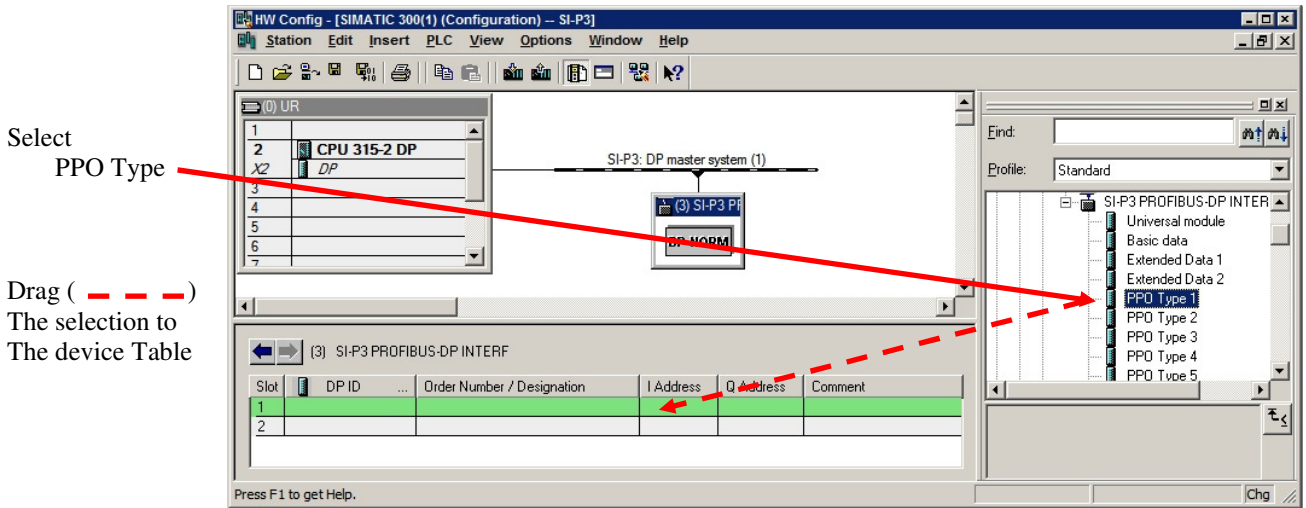 Select
PPO Type
Drag ( )
The selection to
The device Table
HW Config - [SIMATIC 300(1) (Configuration) -- SI-P3]
Station Edit Insert PLC View Options Window Help
(0) UR
1
2 CPU 315-2 DP
X2 DP
3
4
5
6
7
SI-P3: DP master system (1)
(3) SI-P3 PF
DP-NORM
Find:
Profile: Standard
SI-P3 PROFIBUS-DP INTER
Universal module
Basic data
Extended Data 1
Extended Data 2
PPO Type 1
PPO Type 2
PPO Type 3
PPO Type 4
PPO Type 5
(3) SI-P3 PROFIBUS-DP INTERF
Slot DP ID ... Order Number / Designation I Address Q Address Comment
1
2
Press F1 to get Help.
Chg